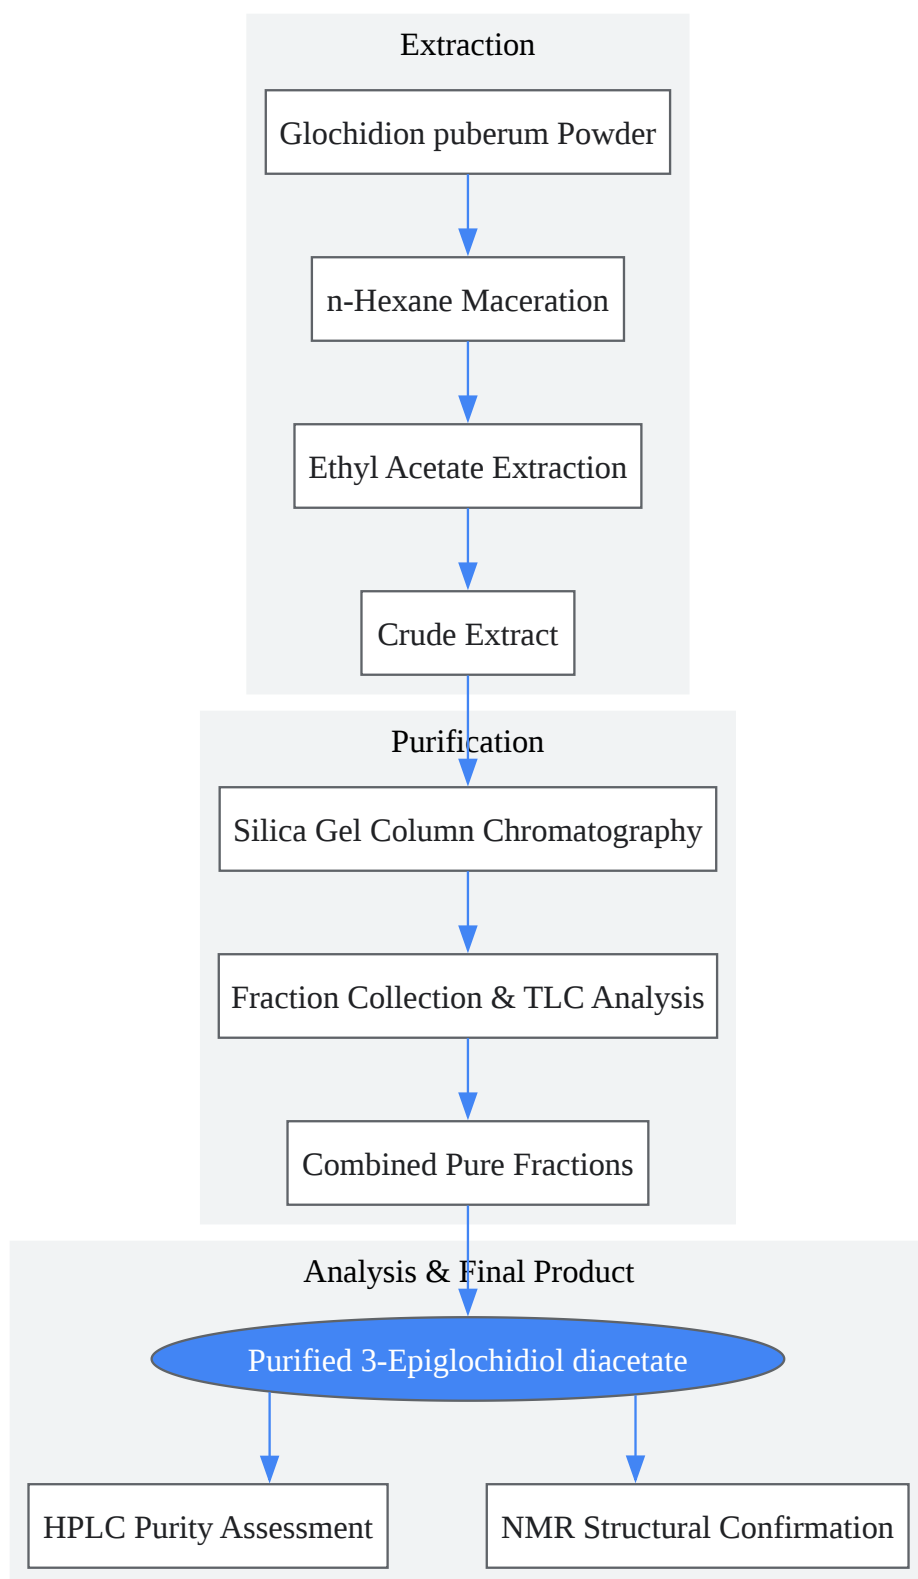 Extraction
Glochidion puberum Powder
n-Hexane Maceration
Ethyl Acetate Extraction
Crude Extract
Purification
Silica Gel Column Chromatography
Fraction Collection & TLC Analysis
Combined Pure Fractions
Analysis & Final Product
Purified 3-Epiglochidiol diacetate
HPLC Purity Assessment
NMR Structural Confirmation